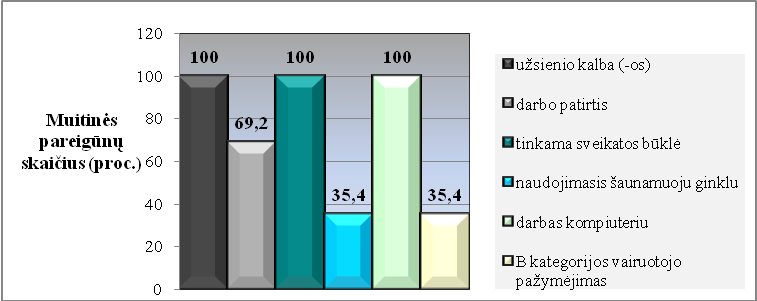 120
100
80
60
40
20
0
Muitinės
pareigūnų
skaičius (proc.)
100
69,2
100
35,4
100
35,4
užsienio kalba (-os)
darbo patirtis
tinkama sveikatos būklė
naudojimasis šaunamuoju ginklu
darbas kompiuteriu
B kategorijos vairuotojo
pažymėjimas